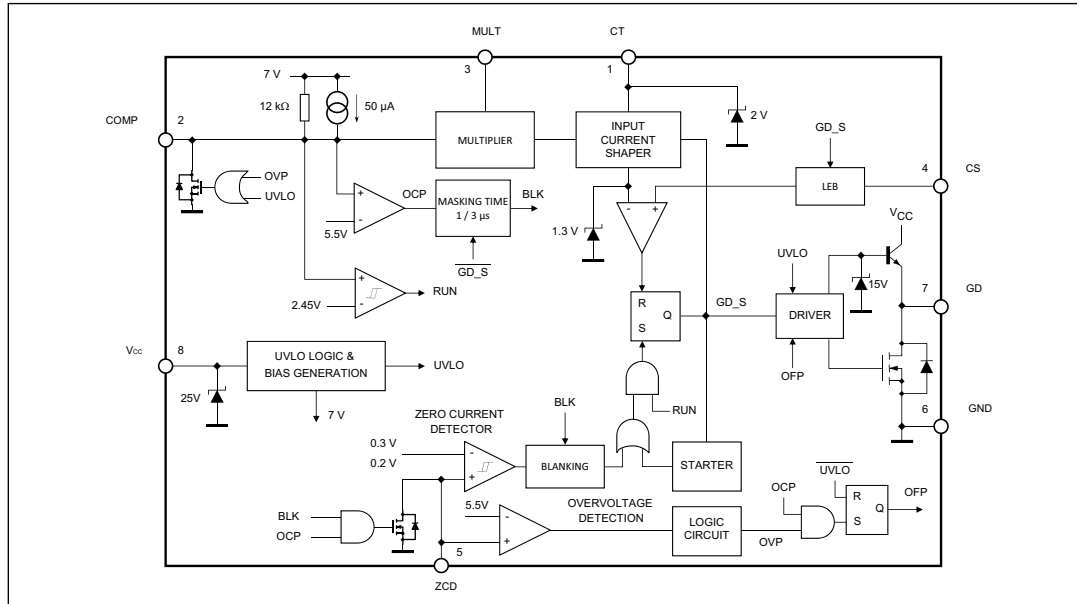 MULT
CT
3
1
7 V
12 kΩ
50 µA
2 V
COMP
2
MULTIPLIER
INPUT
CURRENT
SHAPER
GD_S
4
CS
LEB
OVP
UVLO
+
-
5.5V
OCP
MASKING TIME
1 / 3 µs
BLK
GD_S
-
+
1.3 V
VCC
UVLO
15V
7
GD
+
-
2.45V
RUN
R
S
Q
GD_S
DRIVER
OFP
VCC
8
UVLO LOGIC &
BIAS GENERATION
UVLO
25V
7 V
6
GND
RUN
BLK
ZERO CURRENT
DETECTOR
0.3 V
0.2 V
-
+
BLANKING
STARTER
UVLO
OCP
R
S
Q
OFP
BLK
OCP
5.5V
-
+
OVERVOLTAGE
DETECTION
LOGIC
CIRCUIT
OVP
5
ZCD